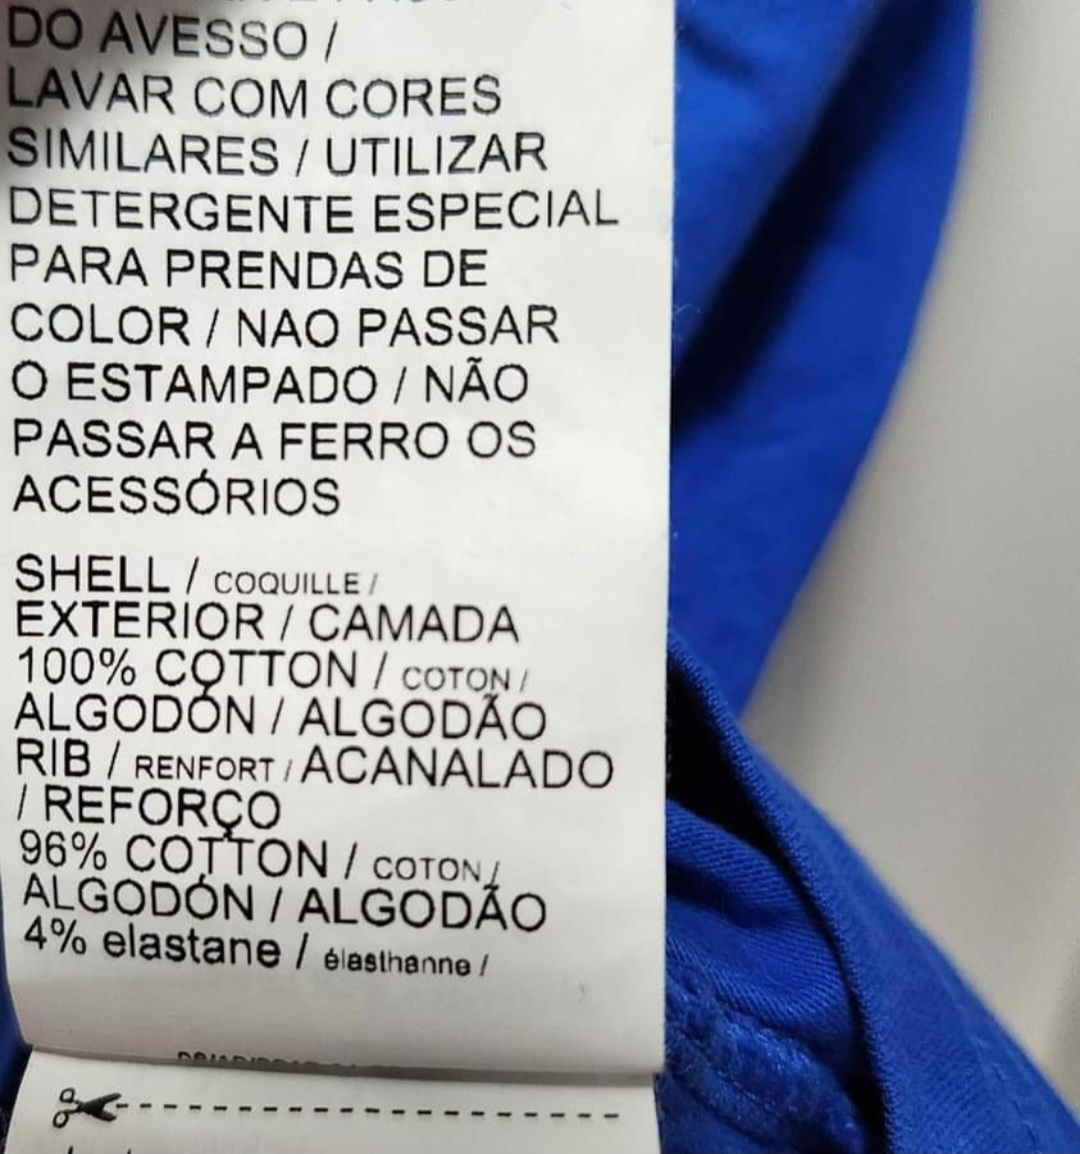 DO AVESSO /
LAVAR COM CORES
SIMILARES / UTILIZAR
DETERGENTE ESPECIAL
PARA PRENDAS DE
COLOR / NAO PASSAR
O ESTAMPADO / NÃO
PASSAR A FERRO OS
ACESSÓRIOS
SHELL / COQUILLE /
EXTERIOR / CAMADA
100% COTTON / COTON /
ALGODÓN / ALGODÃO
RIB / RENFORT / ACANALADO
/ REFORÇO
96% COTTON / COTON /
ALGODÓN / ALGODÃO
4% elastane / élasthanne /